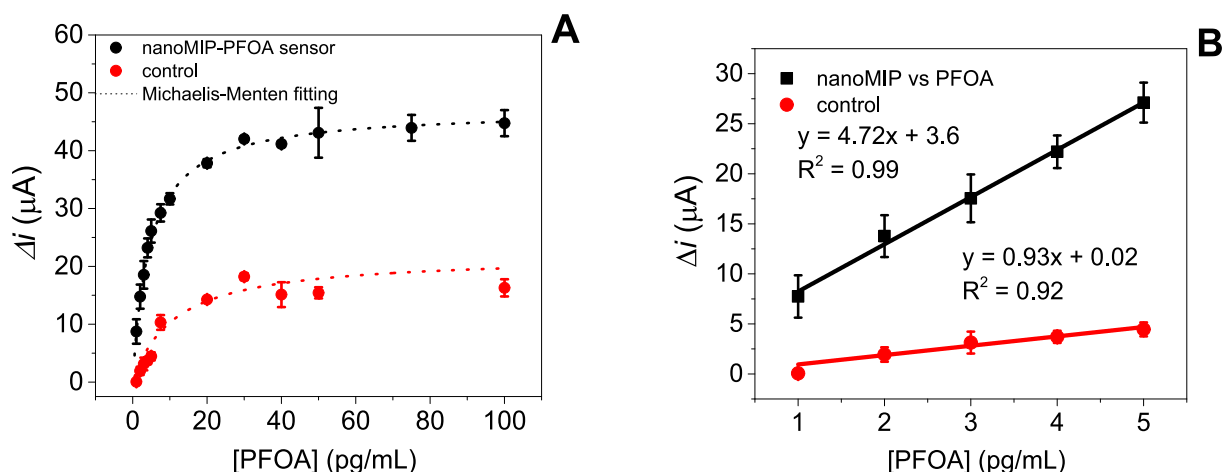 A
60
50
40
30
20
10
0
Δi (μA)
nanoMIP-PFOA sensor
control
Michaelis-Menten fitting
0 20 40 60 80 100
[PFOA] (pg/mL)
B
30
25
20
15
10
5
0
Δi (μA)
nanoMIP vs PFOA
control
y = 4.72x + 3.6
R² = 0.99
y = 0.93x + 0.02
R² = 0.92
1 2 3 4 5
[PFOA] (pg/mL)